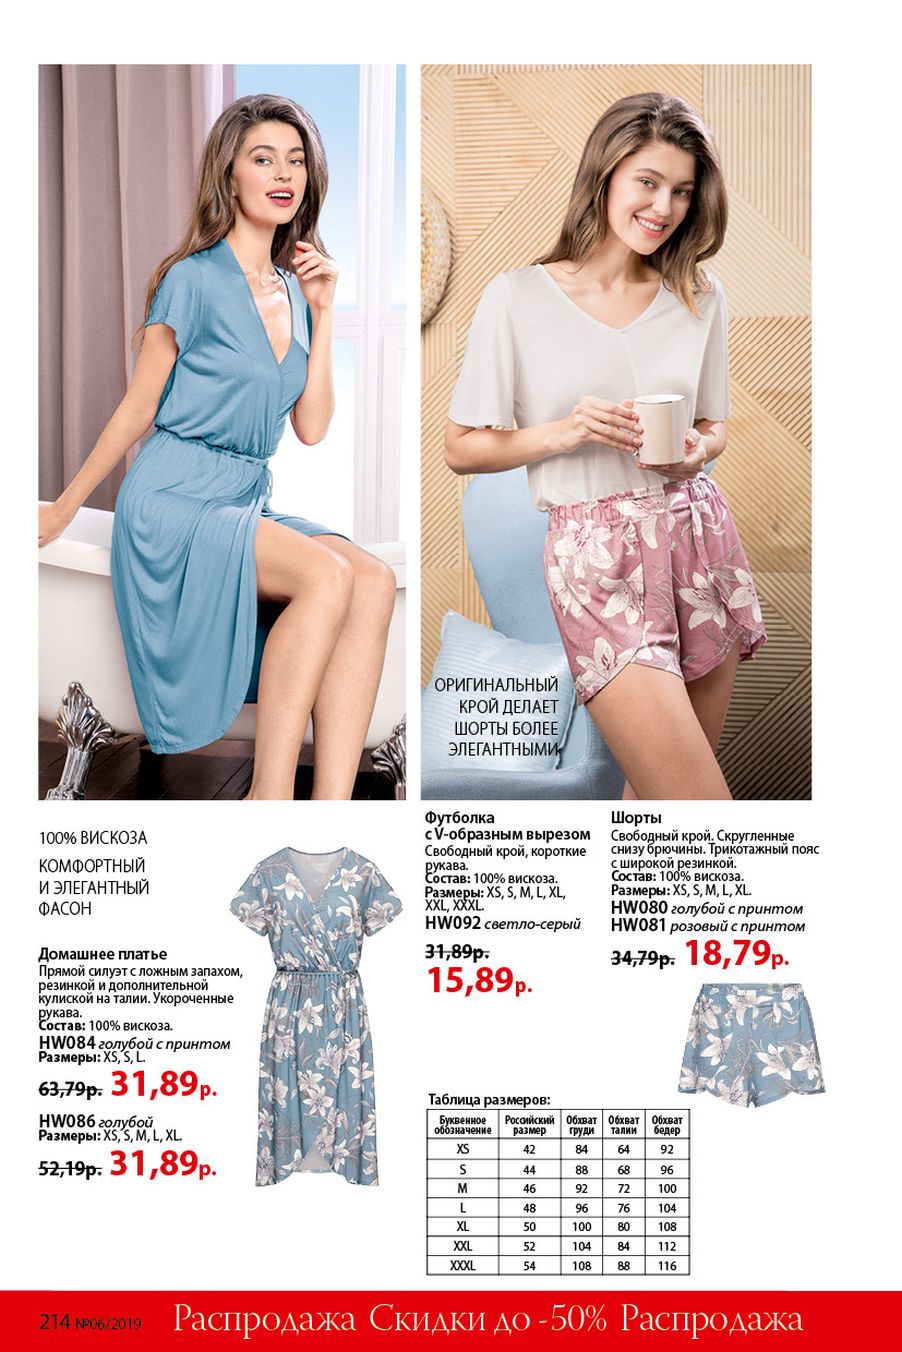 ОРИГИНАЛЬНЫЙ
КРОЙ ДЕЛАЕТ
ШОРТЫ БОЛЕЕ
ЭЛЕГАНТНЫМИ
100% ВИСКОЗА
КОМФОРТНЫЙ
И ЭЛЕГАНТНЫЙ
ФАСОН
Домашнее платье
Прямой силуэт с ложным запахом,
резинкой и дополнительной
кулиской на талии. Укороченные
рукава.
Состав: 100% вискоза.
HW084 голубой с принтом
Размеры: XS, S, L.
63,79р. 31,89р.
HW086 голубой
Размеры: XS, S, M, L, XL.
52,19р. 31,89р.
Футболка
с V-образным вырезом
Свободный крой, короткие
рукава.
Состав: 100% вискоза.
Размеры: XS, S, M, L, XL,
XXL, XXXL.
HW092 светло-серый
31,89р.
15,89р.
Шорты
Свободный крой. Скругленные
снизу брючины. Трикотажный пояс
с широкой резинкой.
Состав: 100% вискоза.
Размеры: XS, S, M, L, XL.
HW080 голубой с принтом
HW081 розовый с принтом
34,79р. 18,79р.
Таблица размеров:
Буквенное обозначение Российский размер Обхват груди Обхват талии Обхват бедер
XS 42 84 64 92
S 44 88 68 96
M 46 92 72 100
L 48 96 76 104
XL 50 100 80 108
XXL 52 104 84 112
XXXL 54 108 88 116
214 №06/2019 Распродажа Скидки до -50% Распродажа